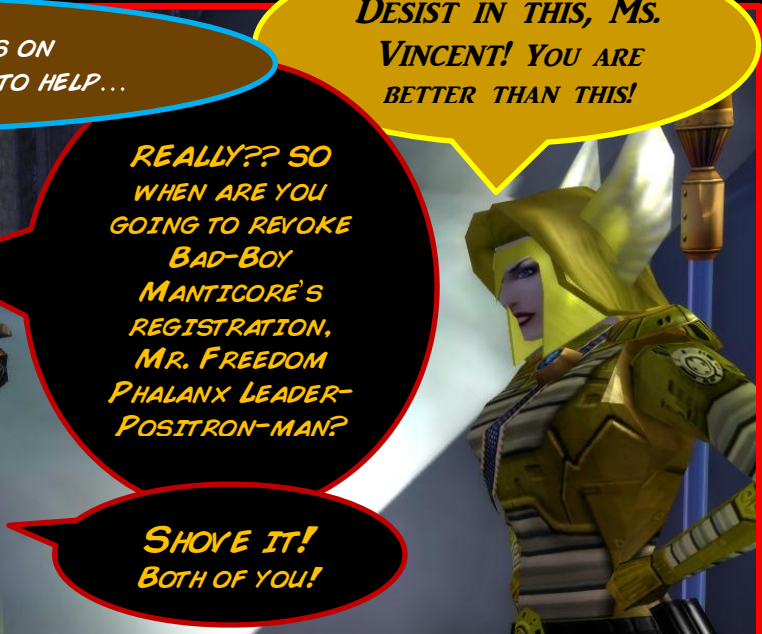 S ON
TO HELP...
DESIST IN THIS, MS.
VINCENT! YOU ARE
BETTER THAN THIS!
REALLY?? SO
WHEN ARE YOU
GOING TO REVOKE
BAD-BOY
MANTICORE'S
REGISTRATION,
MR. FREEDOM
PHALANX LEADER-
POSITRON-MAN?
SHOVE IT!
BOTH OF YOU!